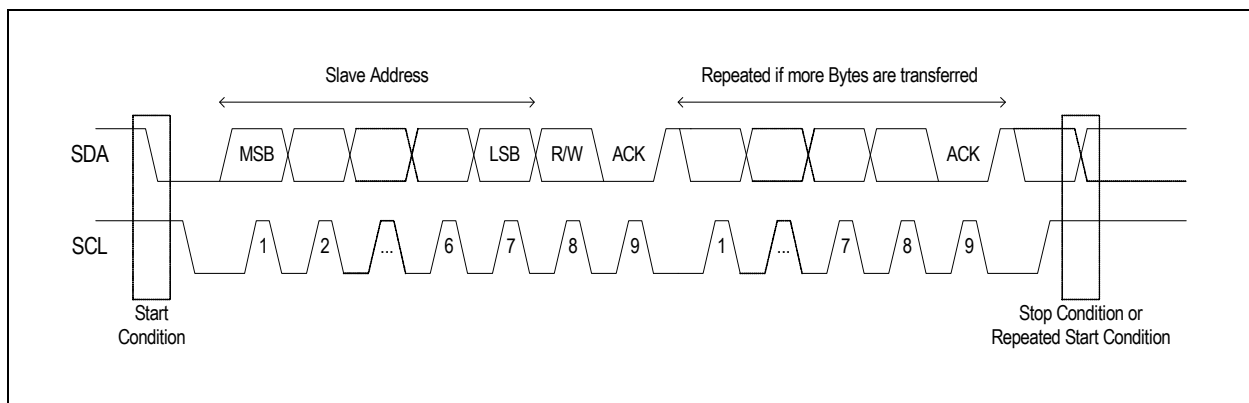 Slave Address
Repeated if more Bytes are transferred
SDA
MSB
LSB
R/W
ACK
ACK
SCL
1
2
...
6
7
8
9
1
...
7
8
9
Start
Condition
Stop Condition or
Repeated Start Condition